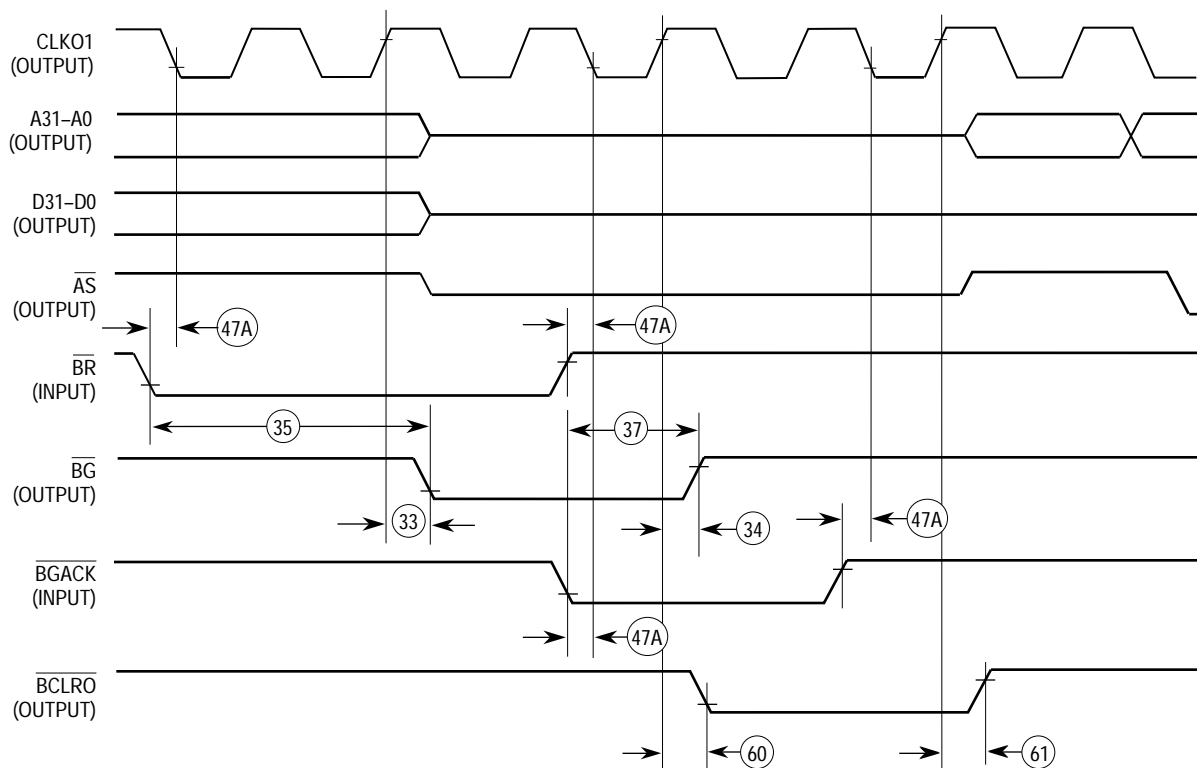 CLKO1
(OUTPUT)
A31–A0
(OUTPUT)
D31–D0
(OUTPUT)
AS
(OUTPUT)
47A
47A
BR
(INPUT)
35
37
BG
(OUTPUT)
33
34
47A
BGACK
(INPUT)
47A
BCLRO
(OUTPUT)
60
61